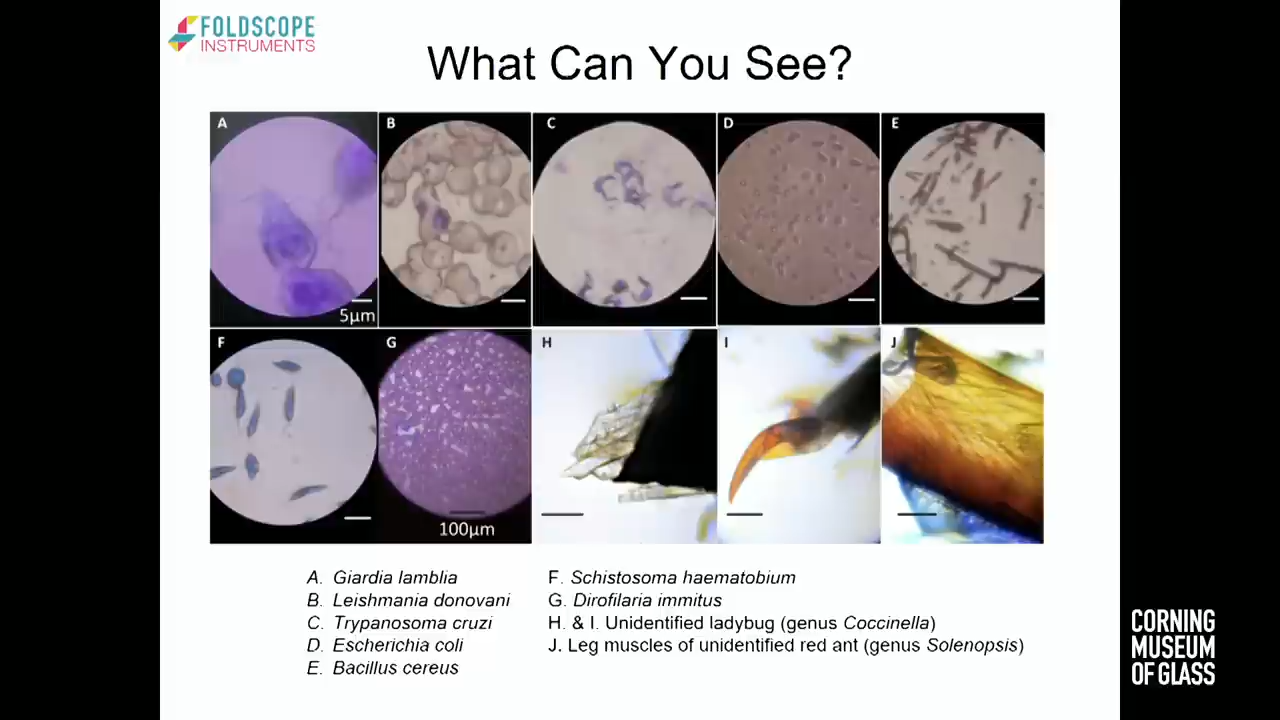 FOLDSCOPE
INSTRUMENTS
What Can You See?
A
B
C
D
E
5µm
F
G
H
I
J
100µm
A. Giardia lamblia
B. Leishmania donovani
C. Trypanosoma cruzi
D. Escherichia coli
E. Bacillus cereus
F. Schistosoma haematobium
G. Dirofilaria immitus
H. & I. Unidentified ladybug (genus Coccinella)
J. Leg muscles of unidentified red ant (genus Solenopsis)
CORNING
MUSEUM
OF GLASS